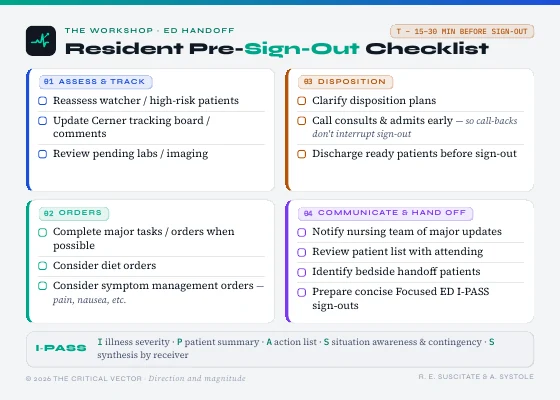 THE WORKSHOP · ED HANDOFF
T – 15–30 MIN BEFORE SIGN-OUT
Resident Pre-Sign-Out Checklist
01 ASSESS & TRACK
Reassess watcher / high-risk patients
Update Cerner tracking board /
comments
Review pending labs / imaging
03 DISPOSITION
Clarify disposition plans
Call consults & admits early — so call-backs
don't interrupt sign-out
Discharge ready patients before sign-out
02 ORDERS
Complete major tasks / orders when
possible
Consider diet orders
Consider symptom management orders —
pain, nausea, etc.
04 COMMUNICATE & HAND OFF
Notify nursing team of major updates
Review patient list with attending
Identify bedside handoff patients
Prepare concise Focused ED I-PASS
sign-outs
I-PASS
I illness severity · P patient summary · A action list · S situation awareness & contingency · S
synthesis by receiver
© 2026 THE CRITICAL VECTOR · Direction and magnitude
R. E. SUSCITATE & A. SYSTOLE